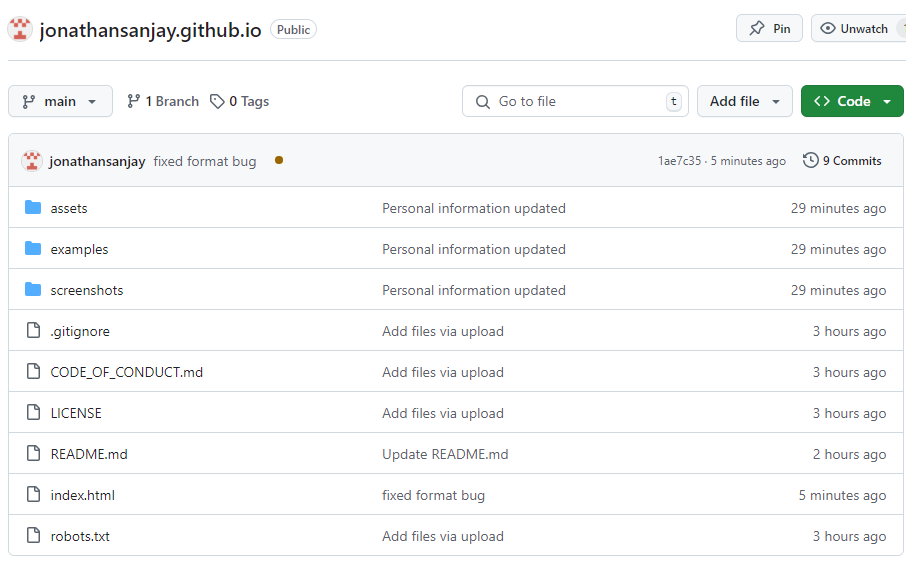 jonathansanjay.github.io Public Pin Unwatch
main 1 Branch 0 Tags Go to file t Add file Code
jonathansanjay fixed format bug 1ae7c35 · 5 minutes ago 9 Commits
assets Personal information updated 29 minutes ago
examples Personal information updated 29 minutes ago
screenshots Personal information updated 29 minutes ago
.gitignore Add files via upload 3 hours ago
CODE_OF_CONDUCT.md Add files via upload 3 hours ago
LICENSE Add files via upload 3 hours ago
README.md Update README.md 2 hours ago
index.html fixed format bug 5 minutes ago
robots.txt Add files via upload 3 hours ago